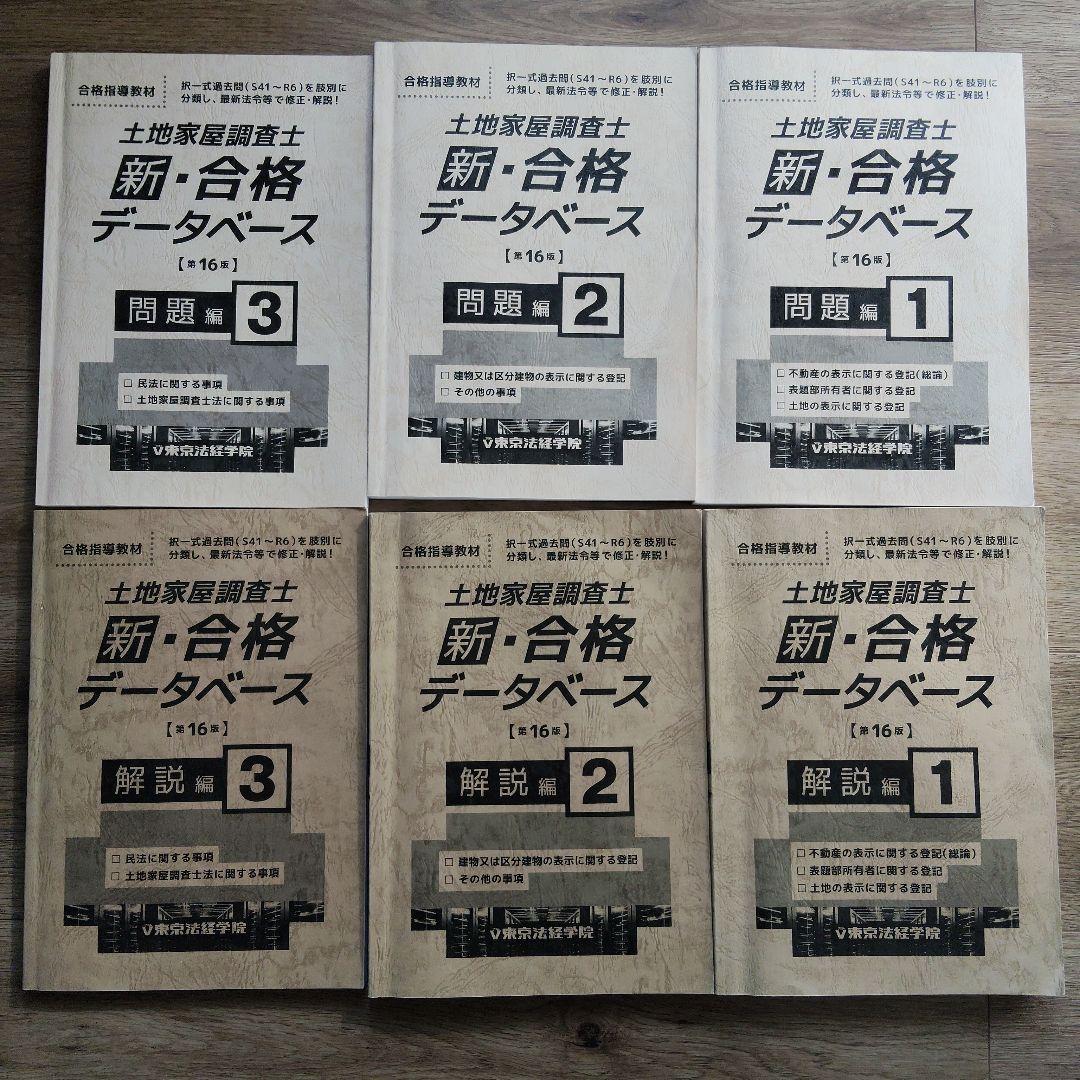 合格指導教材
択一式過去問(S41～R6)を肢別に
分類し、最新法令等で修正・解説!
土地家屋調査士
新・合格
データベース
【第16版】
問題編 3
□ 民法に関する事項
□ 土地家屋調査士法に関する事項
東京法経学院
合格指導教材
択一式過去問(S41～R6)を肢別に
分類し、最新法令等で修正・解説!
土地家屋調査士
新・合格
データベース
【第16版】
問題編 2
□ 建物又は区分建物の表示に関する登記
□ その他の事項
東京法経学院
合格指導教材
択一式過去問(S41～R6)を肢別に
分類し、最新法令等で修正・解説!
土地家屋調査士
新・合格
データベース
【第16版】
問題編 1
□ 不動産の表示に関する登記(総論)
□ 表題部所有者に関する登記
□ 土地の表示に関する登記
東京法経学院
合格指導教材
択一式過去問(S41～R6)を肢別に
分類し、最新法令等で修正・解説!
土地家屋調査士
新・合格
データベース
【第16版】
解説編 3
□ 民法に関する事項
□ 土地家屋調査士法に関する事項
東京法経学院
合格指導教材
択一式過去問(S41～R6)を肢別に
分類し、最新法令等で修正・解説!
土地家屋調査士
新・合格
データベース
【第16版】
解説編 2
□ 建物又は区分建物の表示に関する登記
□ その他の事項
東京法経学院
合格指導教材
択一式過去問(S41～R6)を肢別に
分類し、最新法令等で修正・解説!
土地家屋調査士
新・合格
データベース
【第16版】
解説編 1
□ 不動産の表示に関する登記(総論)
□ 表題部所有者に関する登記
□ 土地の表示に関する登記
東京法経学院